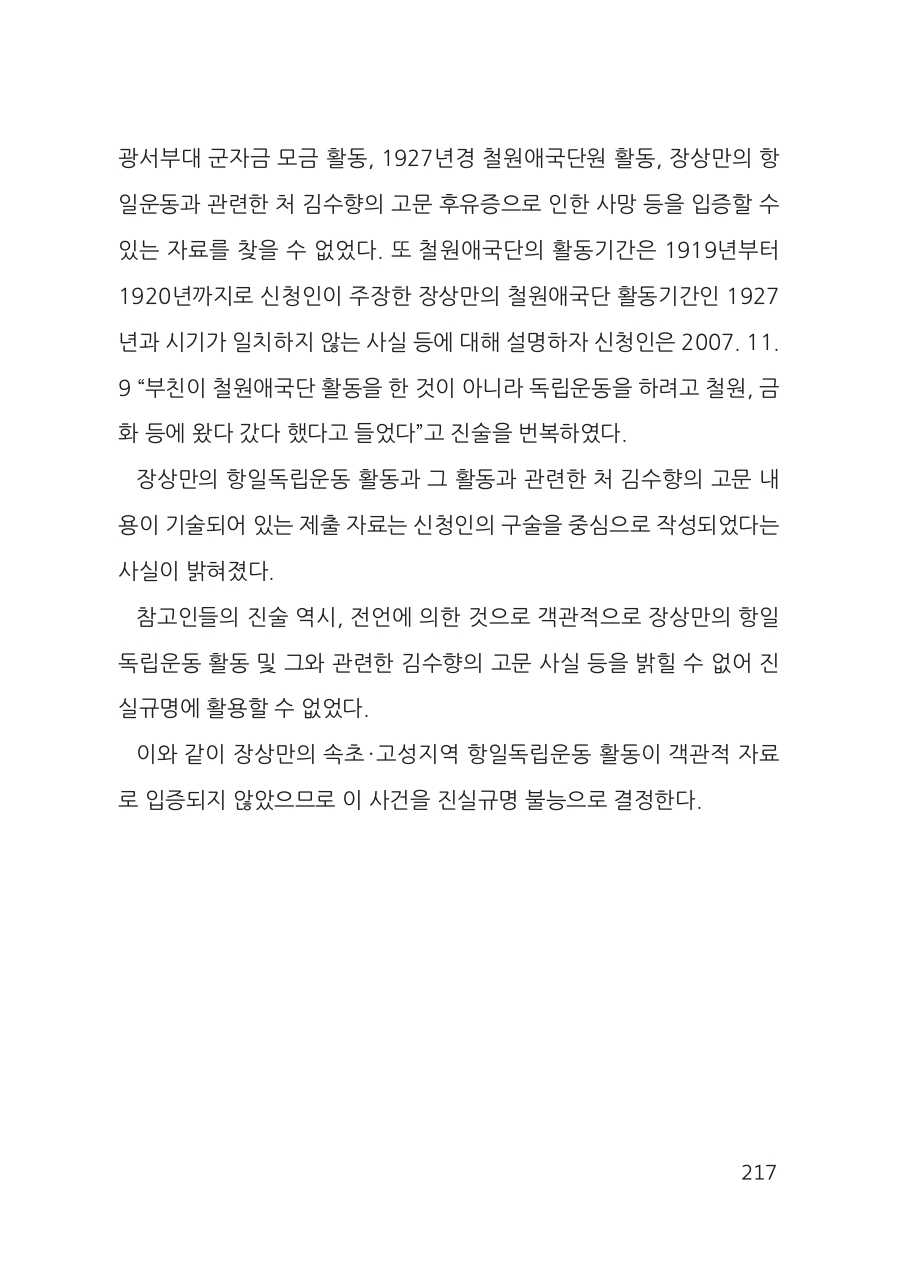 광서부대 군자금 모금 활동, 1927년경 철원애국단원 활동, 장상만의 항
일운동과 관련한 처 김수향의 고문 후유증으로 인한 사망 등을 입증할 수
있는 자료를 찾을 수 없었다. 또 철원애국단의 활동기간은 1919년부터
1920년까지로 신청인이 주장한 장상만의 철원애국단 활동기간인 1927
년과 시기가 일치하지 않는 사실 등에 대해 설명하자 신청인은 2007. 11.
9 “부친이 철원애국단 활동을 한 것이 아니라 독립운동을 하려고 철원, 금
화 등에 왔다 갔다 했다고 들었다”고 진술을 번복하였다.
장상만의 항일독립운동 활동과 그 활동과 관련한 처 김수향의 고문 내
용이 기술되어 있는 제출 자료는 신청인의 구술을 중심으로 작성되었다는
사실이 밝혀졌다.
참고인들의 진술 역시, 전언에 의한 것으로 객관적으로 장상만의 항일
독립운동 활동 및 그와 관련한 김수향의 고문 사실 등을 밝힐 수 없어 진
실규명에 활용할 수 없었다.
이와 같이 장상만의 속초·고성지역 항일독립운동 활동이 객관적 자료
로 입증되지 않았으므로 이 사건을 진실규명 불능으로 결정한다.
217